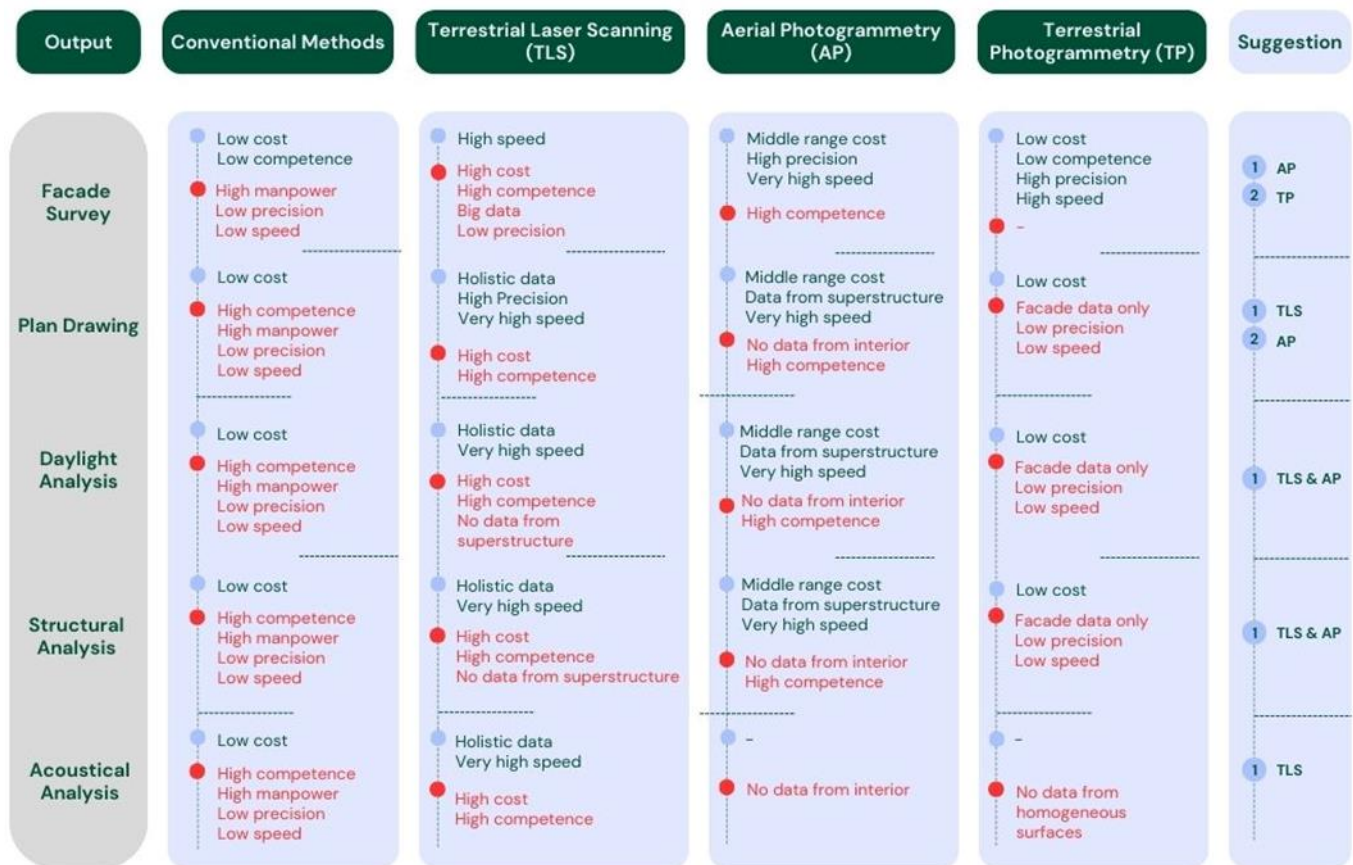 Output
Conventional Methods
Terrestrial Laser Scanning
(TLS)
Aerial Photogrammetry
(AP)
Terrestrial
Photogrammetry (TP)
Suggestion
Facade
Survey
Low cost
Low competence
High manpower
Low precision
Low speed
High speed
High cost
High competence
Big data
Low precision
Middle range cost
High precision
Very high speed
High competence
Low cost
Low competence
High precision
High speed
-
1 AP
2 TP
Plan Drawing
Low cost
High competence
High manpower
Low precision
Low speed
Holistic data
High Precision
Very high speed
High cost
High competence
Middle range cost
Data from superstructure
Very high speed
No data from interior
High competence
Low cost
Facade data only
Low precision
Low speed
1 TLS
2 AP
Daylight
Analysis
Low cost
High competence
High manpower
Low precision
Low speed
Holistic data
Very high speed
High cost
High competence
No data from
superstructure
Middle range cost
Data from superstructure
Very high speed
No data from interior
High competence
Low cost
Facade data only
Low precision
Low speed
1 TLS & AP
Structural
Analysis
Low cost
High competence
High manpower
Low precision
Low speed
Holistic data
Very high speed
High cost
High competence
No data from superstructure
Middle range cost
Data from superstructure
Very high speed
No data from interior
High competence
Low cost
Facade data only
Low precision
Low speed
1 TLS & AP
Acoustical
Analysis
Low cost
High competence
High manpower
Low precision
Low speed
Holistic data
Very high speed
High cost
High competence
-
No data from interior
-
No data from
homogeneous
surfaces
1 TLS